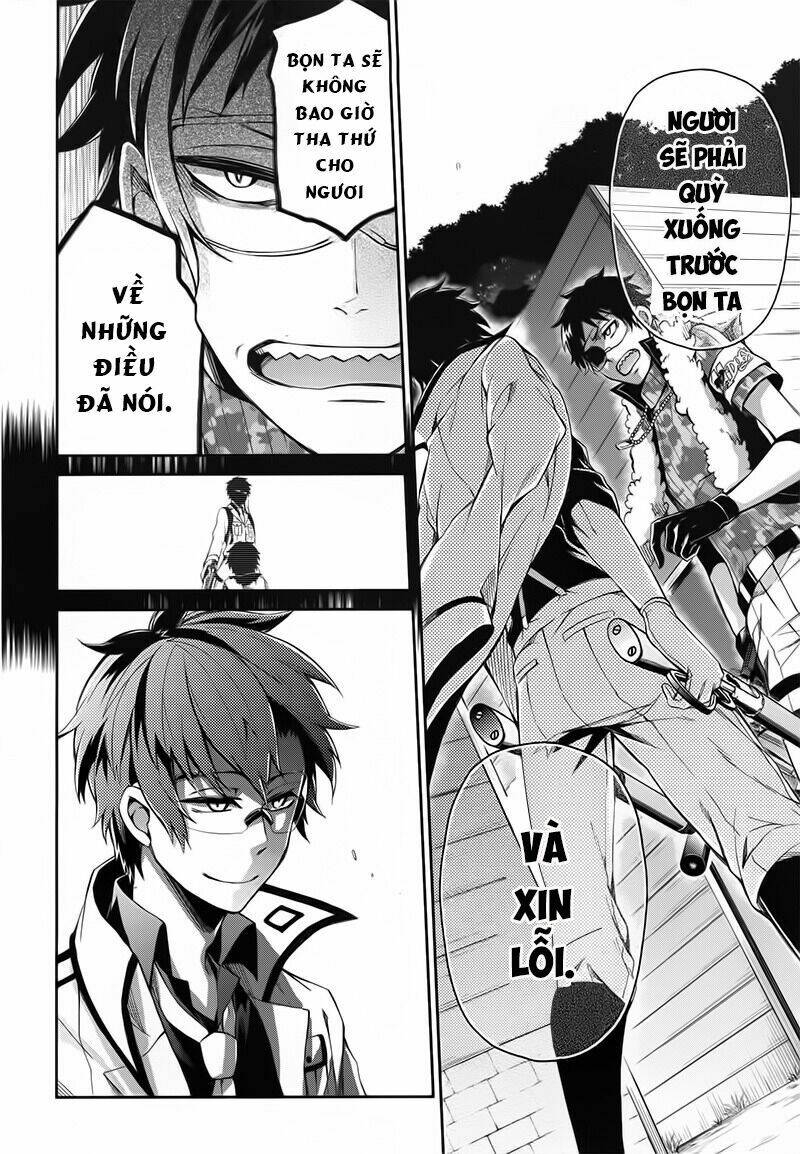 NGƯƠI
SẼ PHẢI
QUỲ
XUỐNG
TRƯỚC
BỌN TA
VÀ
XIN
LỖI.
BỌN TA SẼ
KHÔNG
BAO GIỜ
THA THỨ
CHO
NGƯƠI
VỀ
NHỮNG
ĐIỀU
ĐÃ NÓI.